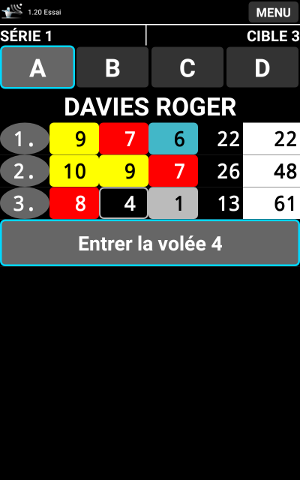 1.20 Essai MENU
SÉRIE 1 CIBLE 3
A B C D
DAVIES ROGER
1. 9 7 6 22 22
2. 10 9 7 26 48
3. 8 4 1 13 61
Entrer la volée 4